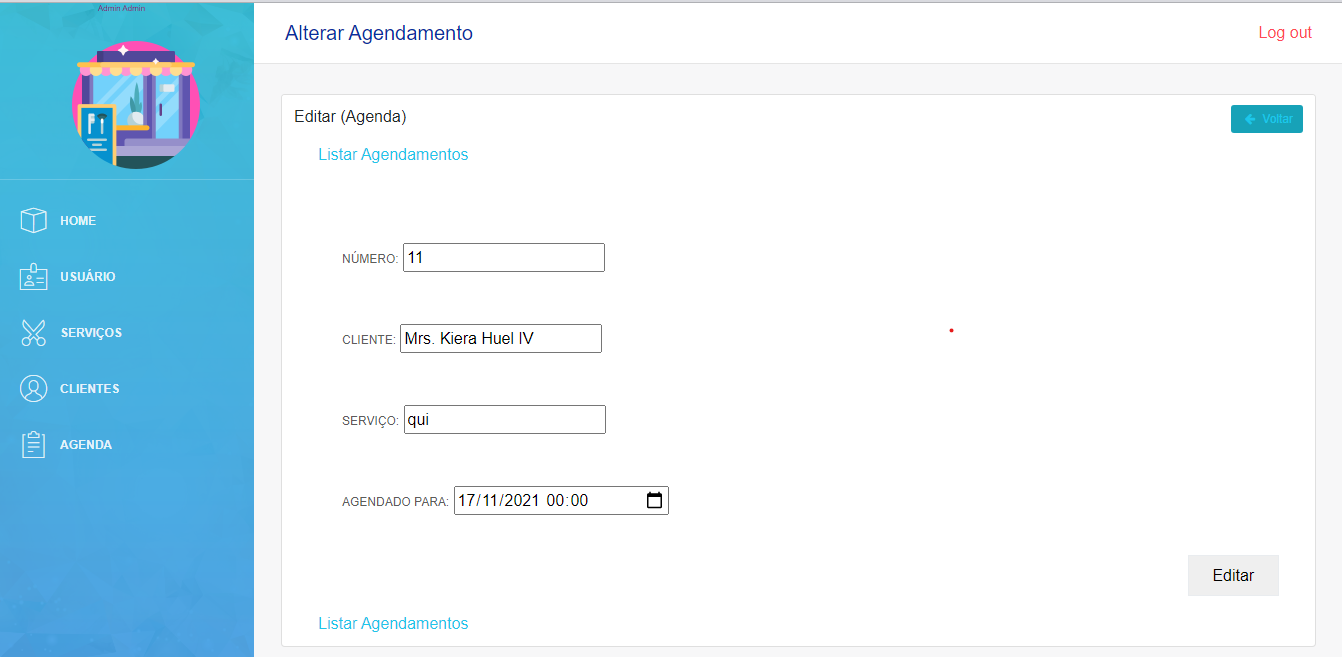 Admin Admin
Alterar Agendamento
Log out
HOME
USUÁRIO
SERVIÇOS
CLIENTES
AGENDA
Editar (Agenda)
Voltar
Listar Agendamentos
NÚMERO: 11
CLIENTE: Mrs. Kiera Huel IV
SERVIÇO: qui
AGENDADO PARA: 17/11/2021 00:00
Editar
Listar Agendamentos